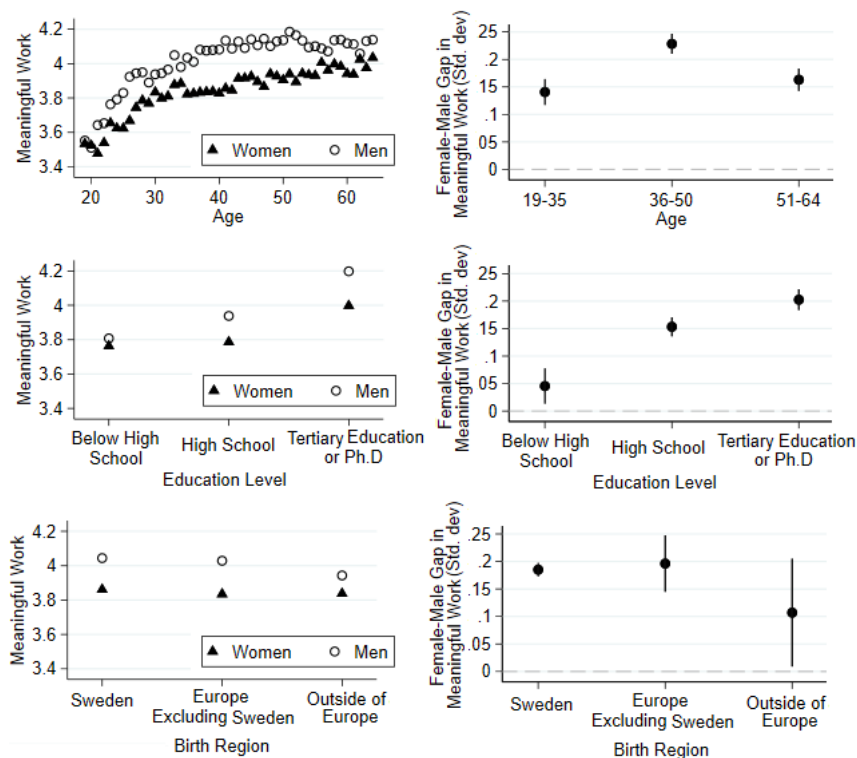 Meaningful Work
4.2
4
3.8
3.6
3.4
Women
Men
20
30
40
50
60
Age
Female-Male Gap in
Meaningful Work (Std. dev)
25
.2
.15
.1
05
0
19-35
36-50
51-64
Age
Meaningful Work
4.2
4
3.8
3.6
3.4
Women
Men
Below High
School
High School
Tertiary Education
or Ph.D
Education Level
Female-Male Gap in
Meaningful Work (Std. dev)
25
.2
.15
.1
05
0
Below High
School
High School
Tertiary Education
or Ph.D
Education Level
Meaningful Work
4.2
4
3.8
3.6
3.4
Women
Men
Sweden
Europe
Excluding Sweden
Outside of
Europe
Birth Region
Female-Male Gap in
Meaningful Work (Std. dev)
.25
.2
.15
.1
.05
0
Sweden
Europe
Excluding Sweden
Outside of
Europe
Birth Region